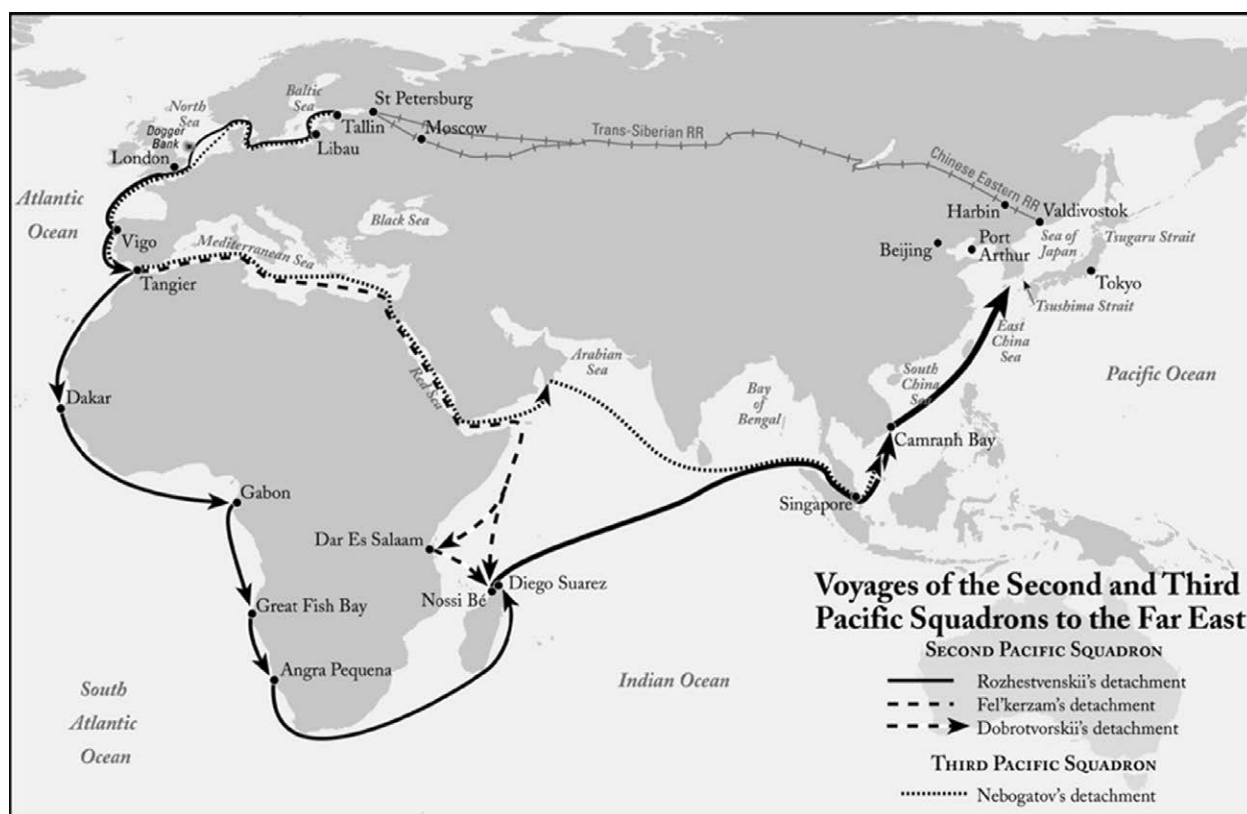 St Petersburg
Baltic
Sea
North
Sea
Tallin
Dogger
Bank
Moscow
Trans-Siberian RR
Libau
London
Chinese Eastern RR
Atlantic
Ocean
Harbin
Valdivostok
Black Sea
Vigo
Mediterranean Sea
Beijing
Port
Arthur
Sea of
Japan
Tsugaru Strait
Tangier
Tokyo
Tsushima Strait
East
China
Sea
Arabian
Sea
Red Sea
South
China
Sea
Pacific Ocean
Dakar
Bay
of
Bengal
Camranh Bay
Gabon
Singapore
Dar Es Salaam
Diego Suarez
Nossi Bé
Great Fish Bay
Angra Pequena
Indian Ocean
South
Atlantic
Ocean
Voyages of the Second and Third
Pacific Squadrons to the Far East
Second Pacific Squadron
Rozhestvenskii's detachment
Fel'kerzam's detachment
Dobrotvorskii's detachment
Third Pacific Squadron
Nebogatov's detachment